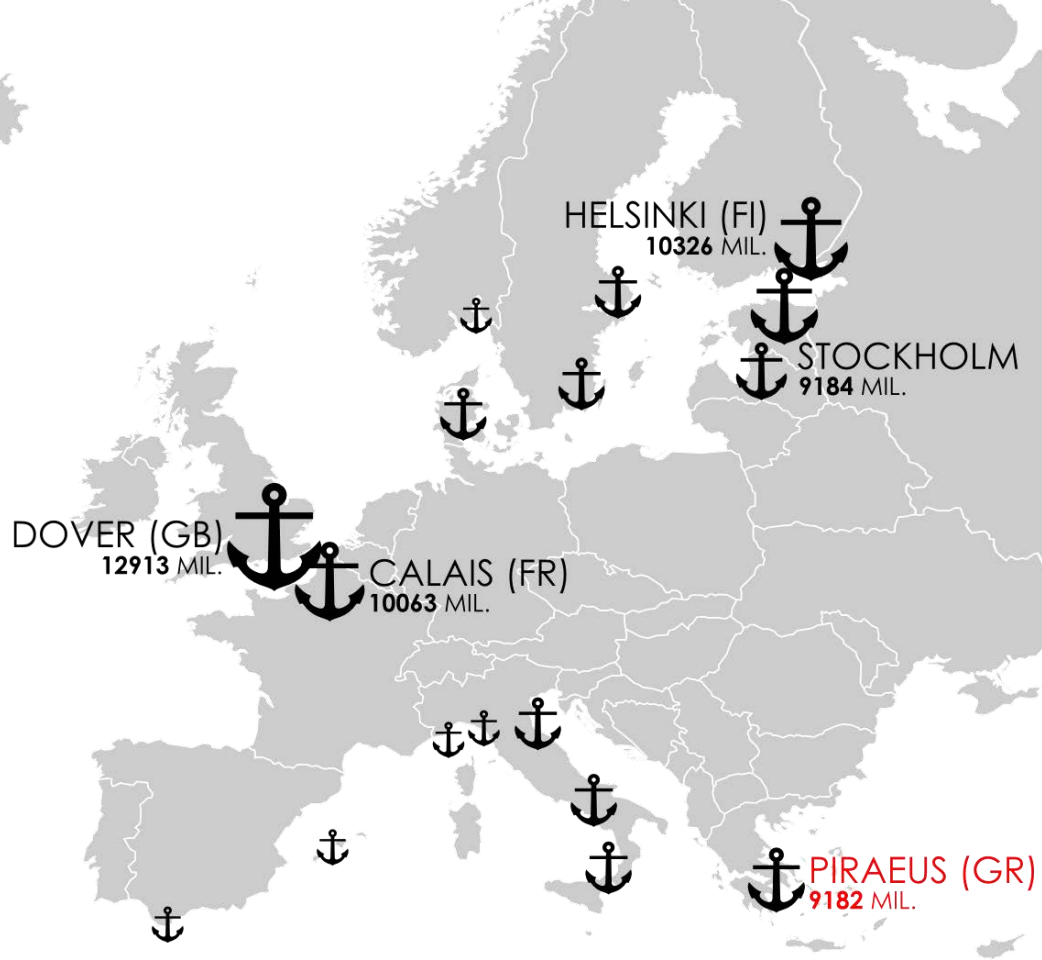 HELSINKI (FI)
10326 MIL.
STOCKHOLM
9184 MIL.
DOVER (GB)
12913 MIL.
CALAIS (FR)
10063 MIL.
PIRAEUS (GR)
9182 MIL.